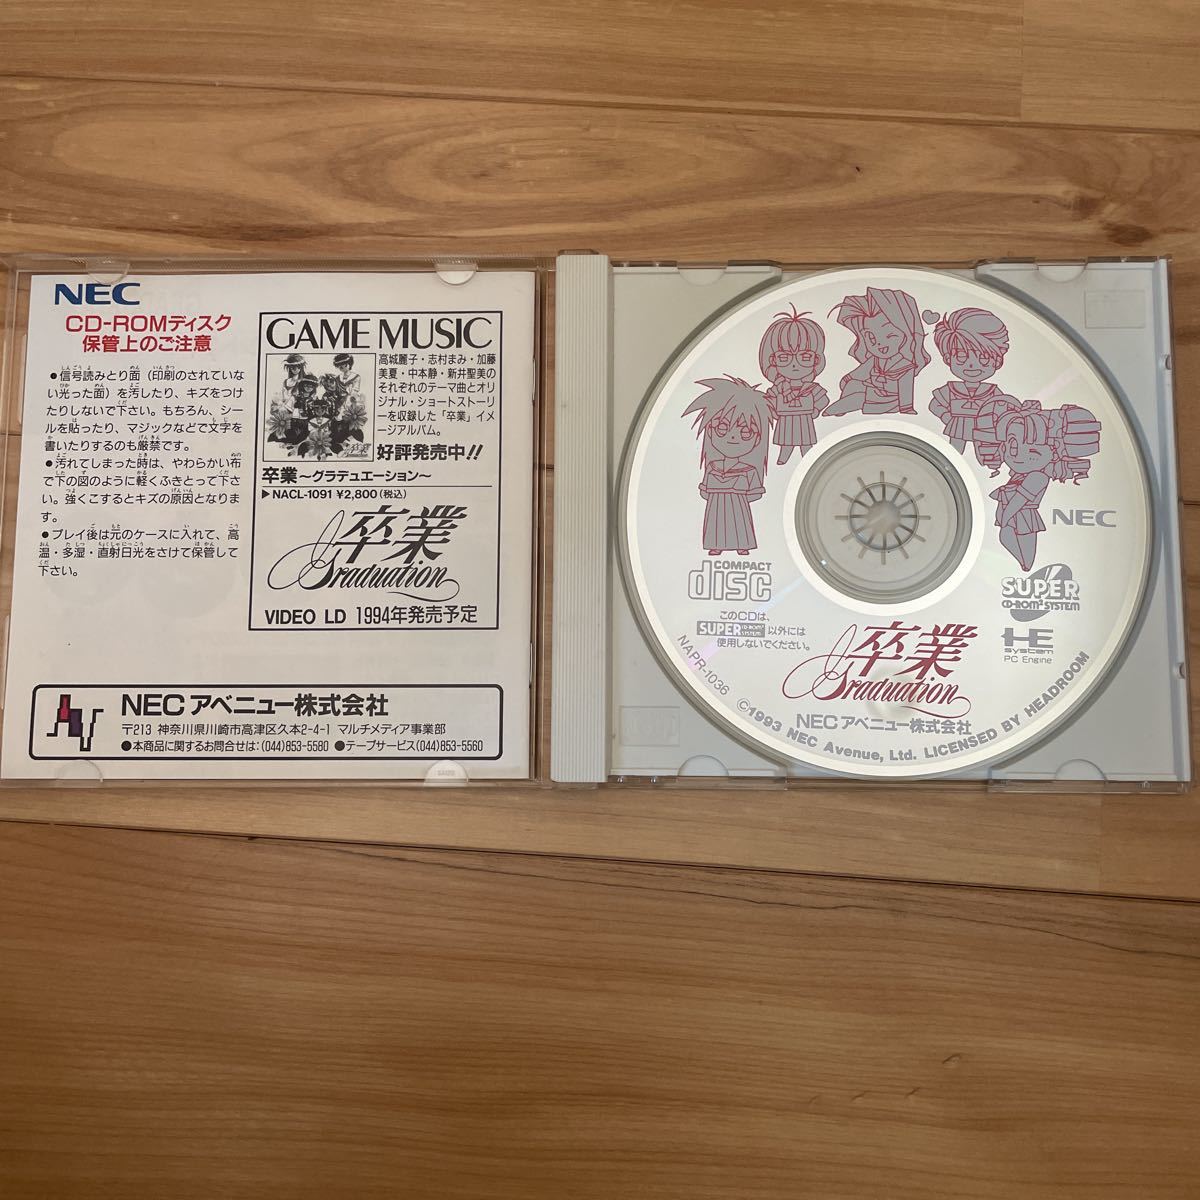 NEC
CD-ROMディスク
保管上のご注意
●信号読みとり面（印刷のされていな
い光った面）を汚したり、キズをつけ
たりしないで下さい。もちろん、シー
ルを貼ったり、マジックなどで文字を
書いたりするのも厳禁です。
●汚れてしまった時は、やわらかい布
で下の図のように軽くふきとって下さ
い。強くこするとキズの原因となりま
す。
●プレイ後は元のケースに入れて、高
温・多湿・直射日光をさけて保管して
下さい。
GAME MUSIC
高城麗子・志村まみ・加藤
美夏・中本静・新井聖美の
それぞれのテーマ曲とオリ
ジナル・ショートストーリ
ーを収録した「卒業」イメ
ージアルバム。
好評発売中!!
卒業〜グラデュエーション〜
▶NACL-1091 ¥2,800(税込)
卒業
Graduation
VIDEO LD 1994年発売予定
NECアベニュー株式会社
〒213 神奈川県川崎市高津区久本2-4-1 マルチメディア事業部
●本商品に関するお問合せは:(044)853-5580 ●テープサービス(044)853-5560
NEC
COMPACT
disc
このCDは、
SUPER CD-ROM² SYSTEM 以外には
使用しないでください。
NAPR-1036
SUPER
CD-ROM² SYSTEM
HE
system
PC Engine
卒業
Graduation
NECアベニュー株式会社
©1993 NEC Avenue, Ltd. LICENSED BY HEADROOM